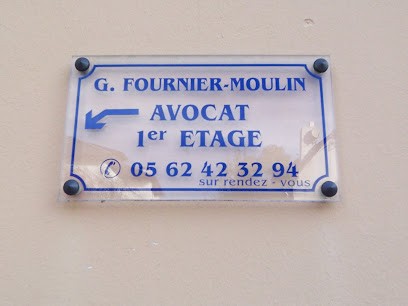 G. FOURNIER-MOULIN
AVOCAT
1er ETAGE
✆ 05 62 42 32 94
sur rendez-vous